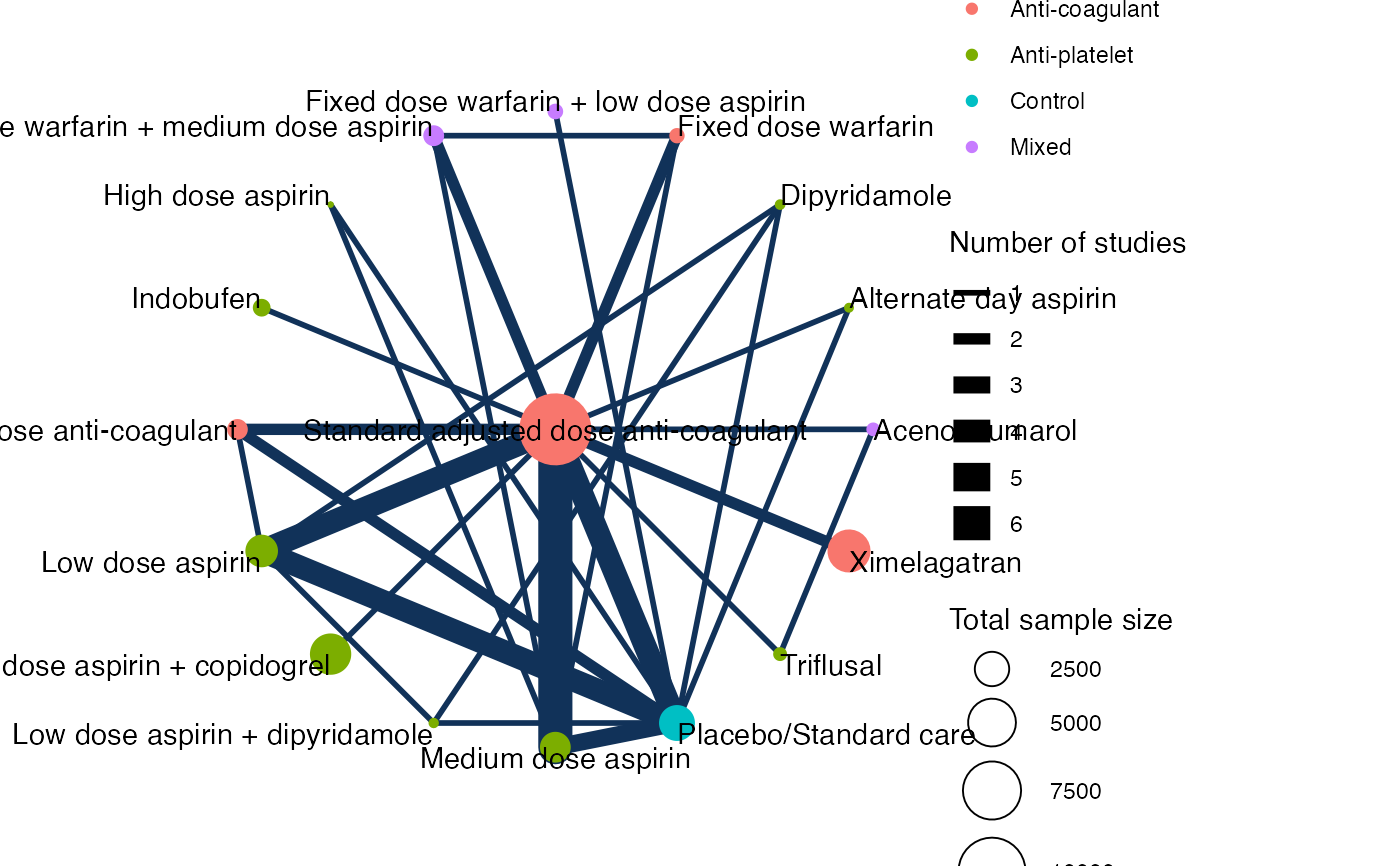 Anti-coagulant
Anti-platelet
Control
Mixed
Fixed dose warfarin + low dose aspirin
e warfarin + medium dose aspirin
Fixed dose warfarin
High dose aspirin
Dipyridamole
Number of studies
Indobufen
Alternate day aspirin
1
2
3
4
5
6
ose anti-coagulant
Standard adjusted dose anti-coagulant
Low dose aspirin
Ximelagatran
Total sample size
2500
5000
7500
dose aspirin + copidogrel
Triflusal
Low dose aspirin + dipyridamole
Placebo/Standard care
Medium dose aspirin